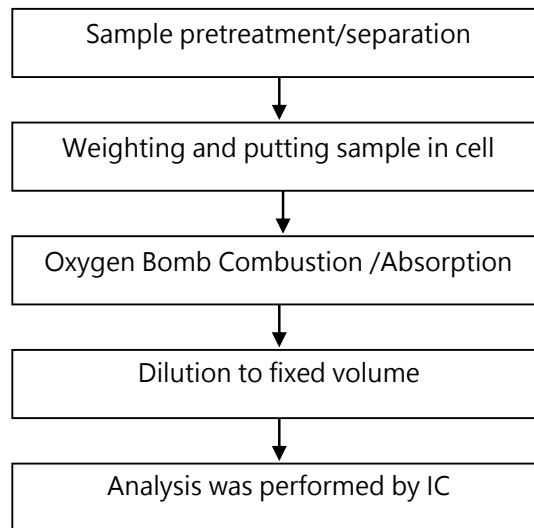 Sample pretreatment/separation
Weighting and putting sample in cell
Oxygen Bomb Combustion /Absorption
Dilution to fixed volume
Analysis was performed by IC